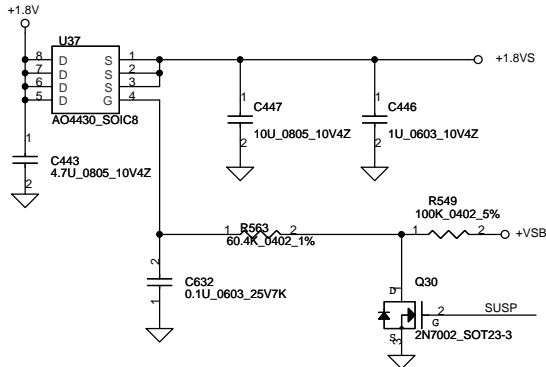 +1.8V
U37
8 D S 1
7 D S 2
6 D S 3
5 D G 4
AO4430_SOIC8
+1.8VS
1
C443
4.7U_0805_10V4Z
2
1
C447
10U_0805_10V4Z
2
1
C446
1U_0603_10V4Z
2
R549
100K_0402_5%
1 2
+VSB
R563
1 2
60.4K_0402_1%
2
C632
0.1U_0603_25V7K
1
Q30
D
1
2
G
S
3
SUSP
2N7002_SOT23-3